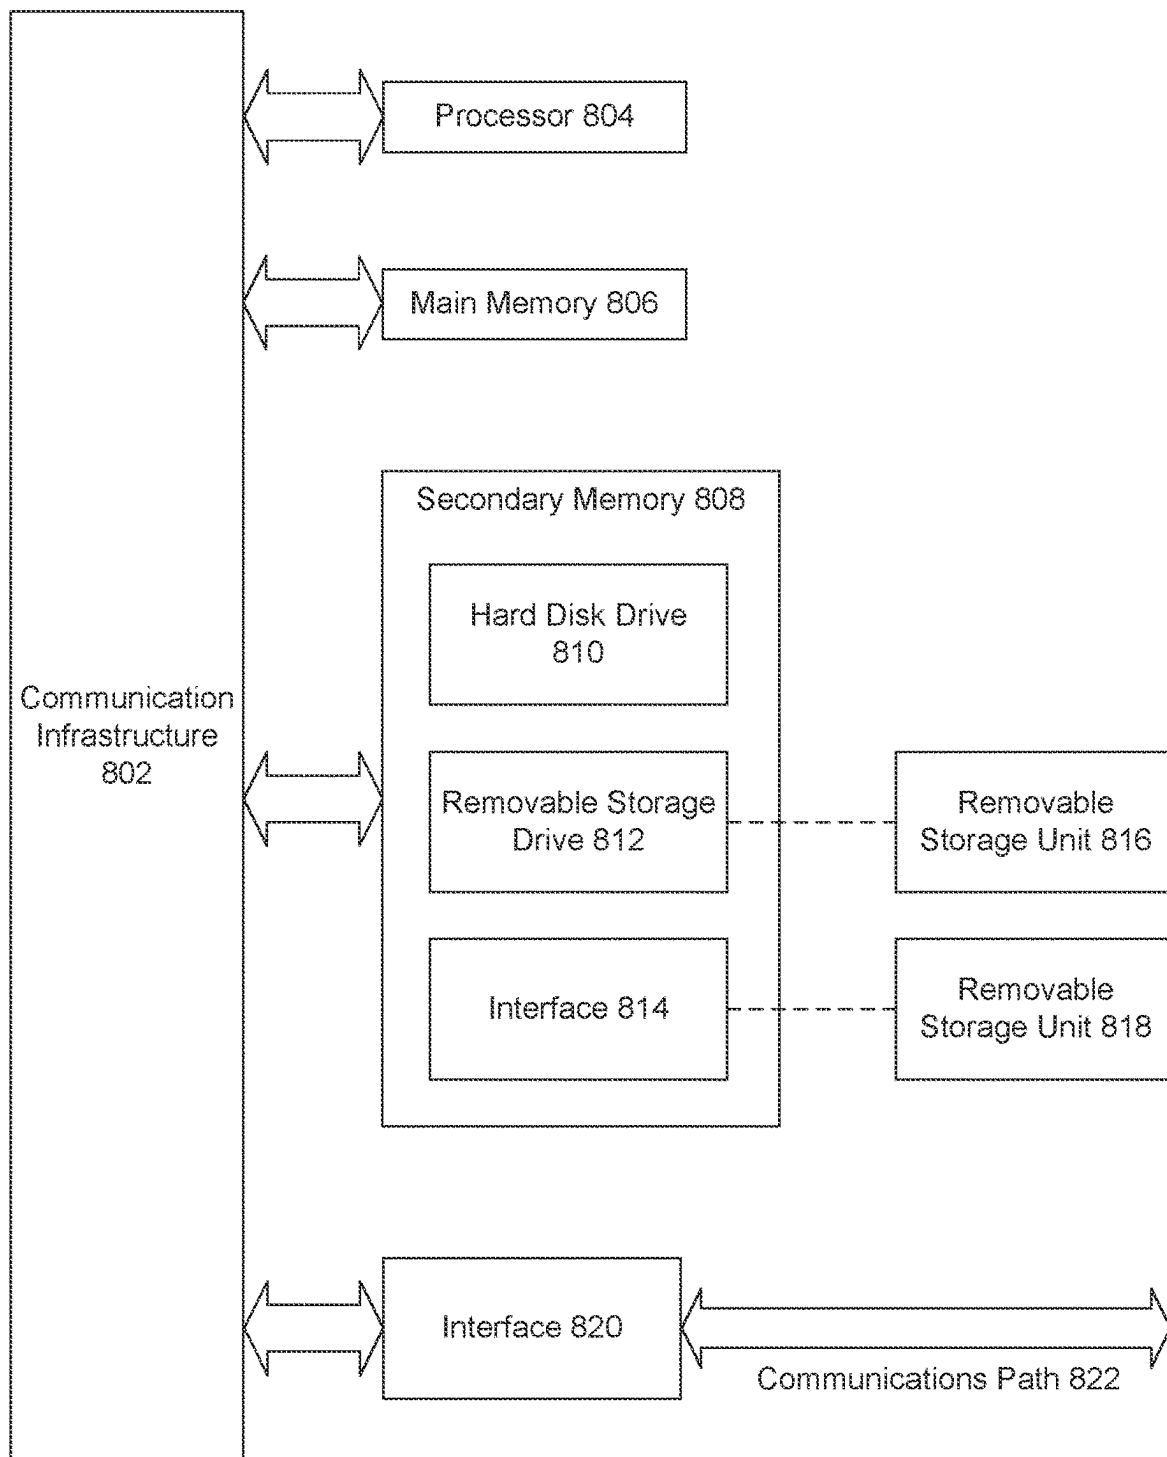 Processor 804
Main Memory 806
Secondary Memory 808
Hard Disk Drive
810
Communication
Infrastructure
802
Removable Storage
Drive 812
Removable
Storage Unit 816
Interface 814
Removable
Storage Unit 818
Interface 820
Communications Path 822